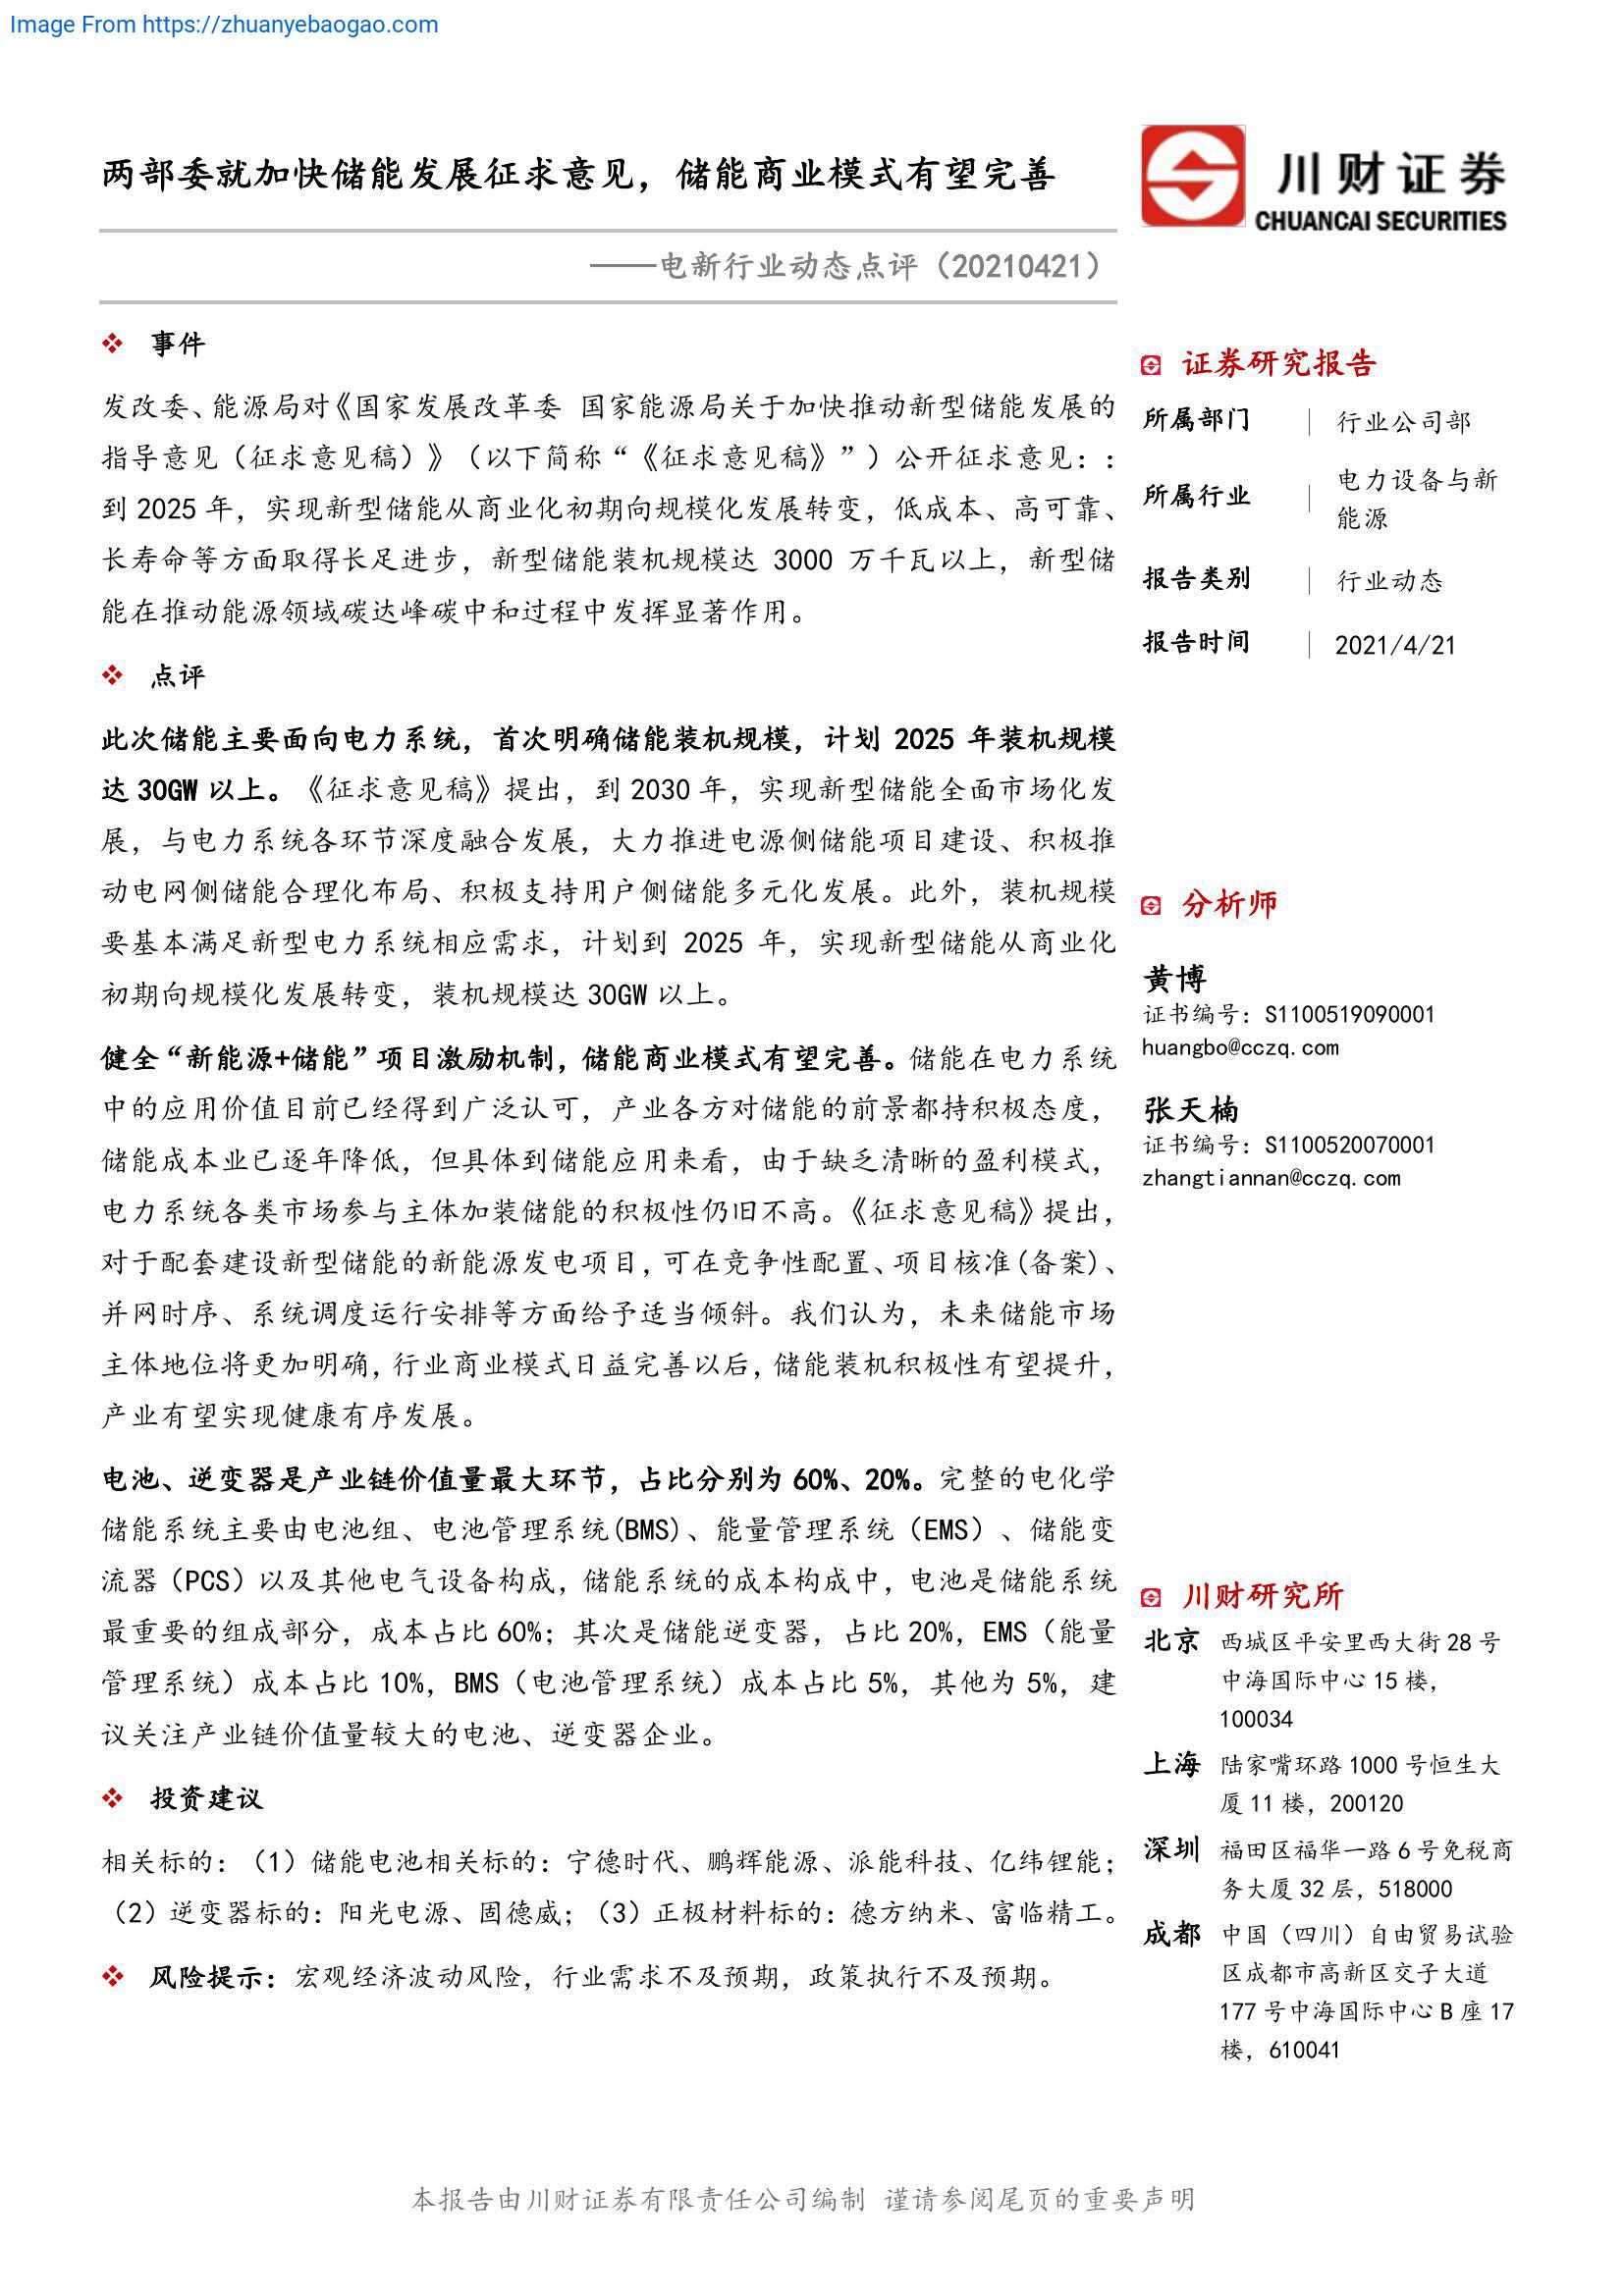 Image From https://zhuanyebaogao.com
两部委就加快储能发展征求意见，储能商业模式有望完善
——电新行业动态点评（20210421）
川财证券
CHUANCAI SECURITIES
事件
发改委、能源局对《国家发展改革委 国家能源局关于加快推动新型储能发展的
指导意见（征求意见稿）》（以下简称“《征求意见稿》”）公开征求意见：：
到 2025 年，实现新型储能从商业化初期向规模化发展转变，低成本、高可靠、
长寿命等方面取得长足进步，新型储能装机规模达 3000 万千瓦以上，新型储
能在推动能源领域碳达峰碳中和过程中发挥显著作用。
点评
此次储能主要面向电力系统，首次明确储能装机规模，计划 2025 年装机规模
达 30GW 以上。《征求意见稿》提出，到 2030 年，实现新型储能全面市场化发
展，与电力系统各环节深度融合发展，大力推进电源侧储能项目建设、积极推
动电网侧储能合理化布局、积极支持用户侧储能多元化发展。此外，装机规模
要基本满足新型电力系统相应需求，计划到 2025 年，实现新型储能从商业化
初期向规模化发展转变，装机规模达 30GW 以上。
健全“新能源+储能”项目激励机制，储能商业模式有望完善。储能在电力系统
中的应用价值目前已经得到广泛认可，产业各方对储能的前景都持积极态度，
储能成本业已逐年降低，但具体到储能应用来看，由于缺乏清晰的盈利模式，
电力系统各类市场参与主体加装储能的积极性仍旧不高。《征求意见稿》提出，
对于配套建设新型储能的新能源发电项目，可在竞争性配置、项目核准(备案)、
并网时序、系统调度运行安排等方面给予适当倾斜。我们认为，未来储能市场
主体地位将更加明确，行业商业模式日益完善以后，储能装机积极性有望提升，
产业有望实现健康有序发展。
电池、逆变器是产业链价值量最大环节，占比分别为 60%、20%。完整的电化学
储能系统主要由电池组、电池管理系统(BMS)、能量管理系统（EMS）、储能变
流器（PCS）以及其他电气设备构成，储能系统的成本构成中，电池是储能系统
最重要的组成部分，成本占比 60%；其次是储能逆变器，占比 20%，EMS（能量
管理系统）成本占比 10%，BMS（电池管理系统）成本占比 5%，其他为 5%，建
议关注产业链价值量较大的电池、逆变器企业。
投资建议
相关标的：（1）储能电池相关标的：宁德时代、鹏辉能源、派能科技、亿纬锂能；
（2）逆变器标的：阳光电源、固德威；（3）正极材料标的：德方纳米、富临精工。
风险提示：宏观经济波动风险，行业需求不及预期，政策执行不及预期。
证券研究报告
所属部门 | 行业公司部
所属行业 | 电力设备与新
能源
报告类别 | 行业动态
报告时间 | 2021/4/21
分析师
黄博
证书编号：S1100519090001
huangbo@cczq.com
张天楠
证书编号：S1100520070001
zhangtiannan@cczq.com
川财研究所
北京 西城区平安里西大街 28 号
中海国际中心 15 楼，
100034
上海 陆家嘴环路 1000 号恒生大
厦 11 楼，200120
深圳 福田区福华一路 6 号免税商
务大厦 32 层，518000
成都 中国（四川）自由贸易试验
区成都市高新区交子大道
177 号中海国际中心 B 座 17
楼，610041
本报告由川财证券有限责任公司编制 谨请参阅尾页的重要声明